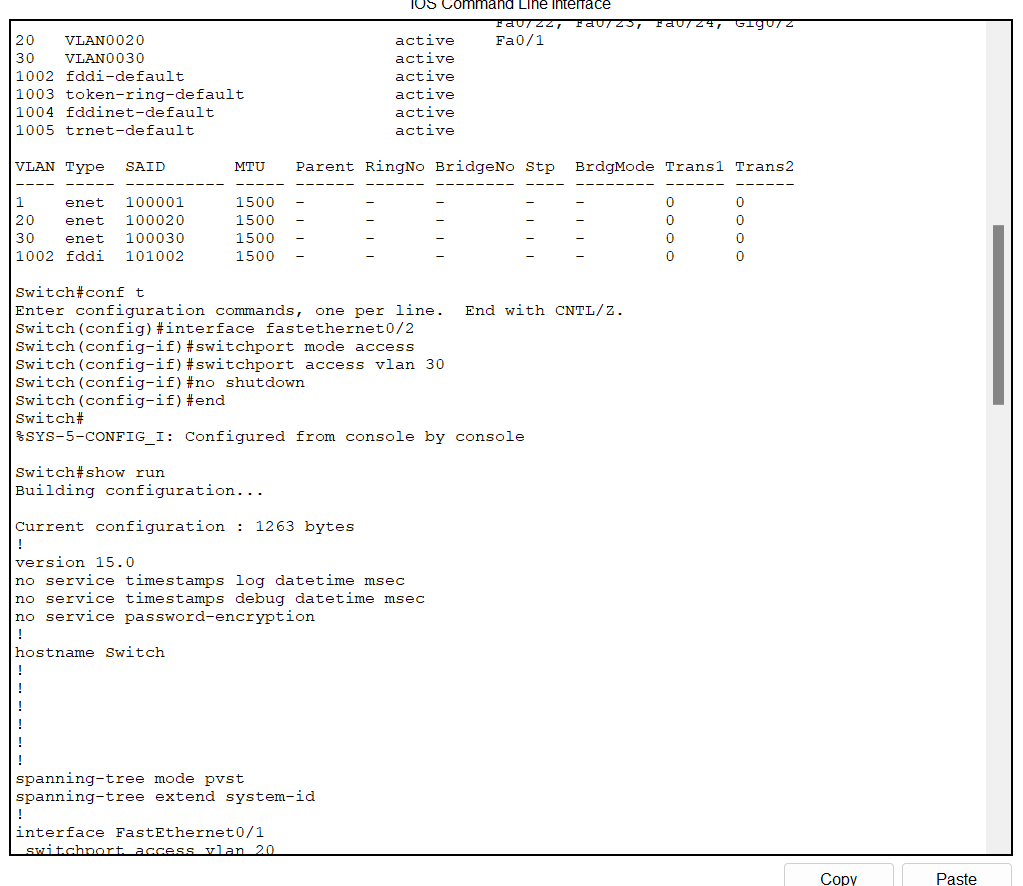 IOS Command Line Interface
Fa0/22, Fa0/23, Fa0/24, Gig0/2
20   VLAN0020                         active    Fa0/1
30   VLAN0030                         active
1002 fddi-default                     active
1003 token-ring-default               active
1004 fddinet-default                  active
1005 trnet-default                    active
VLAN Type  SAID       MTU   Parent RingNo BridgeNo Stp  BrdgMode Trans1 Trans2
---- ----- ---------- ----- ------ ------ -------- ---- -------- ------ ------
1    enet  100001     1500  -      -      -        -    -        0      0
20   enet  100020     1500  -      -      -        -    -        0      0
30   enet  100030     1500  -      -      -        -    -        0      0
1002 fddi  101002     1500  -      -      -        -    -        0      0
Switch#conf t
Enter configuration commands, one per line.  End with CNTL/Z.
Switch(config)#interface fastethernet0/2
Switch(config-if)#switchport mode access
Switch(config-if)#switchport access vlan 30
Switch(config-if)#no shutdown
Switch(config-if)#end
Switch#
%SYS-5-CONFIG_I: Configured from console by console
Switch#show run
Building configuration...
Current configuration : 1263 bytes
!
version 15.0
no service timestamps log datetime msec
no service timestamps debug datetime msec
no service password-encryption
!
hostname Switch
!
!
!
!
!
!
spanning-tree mode pvst
spanning-tree extend system-id
!
interface FastEthernet0/1
 switchport access vlan 20
Copy
Paste